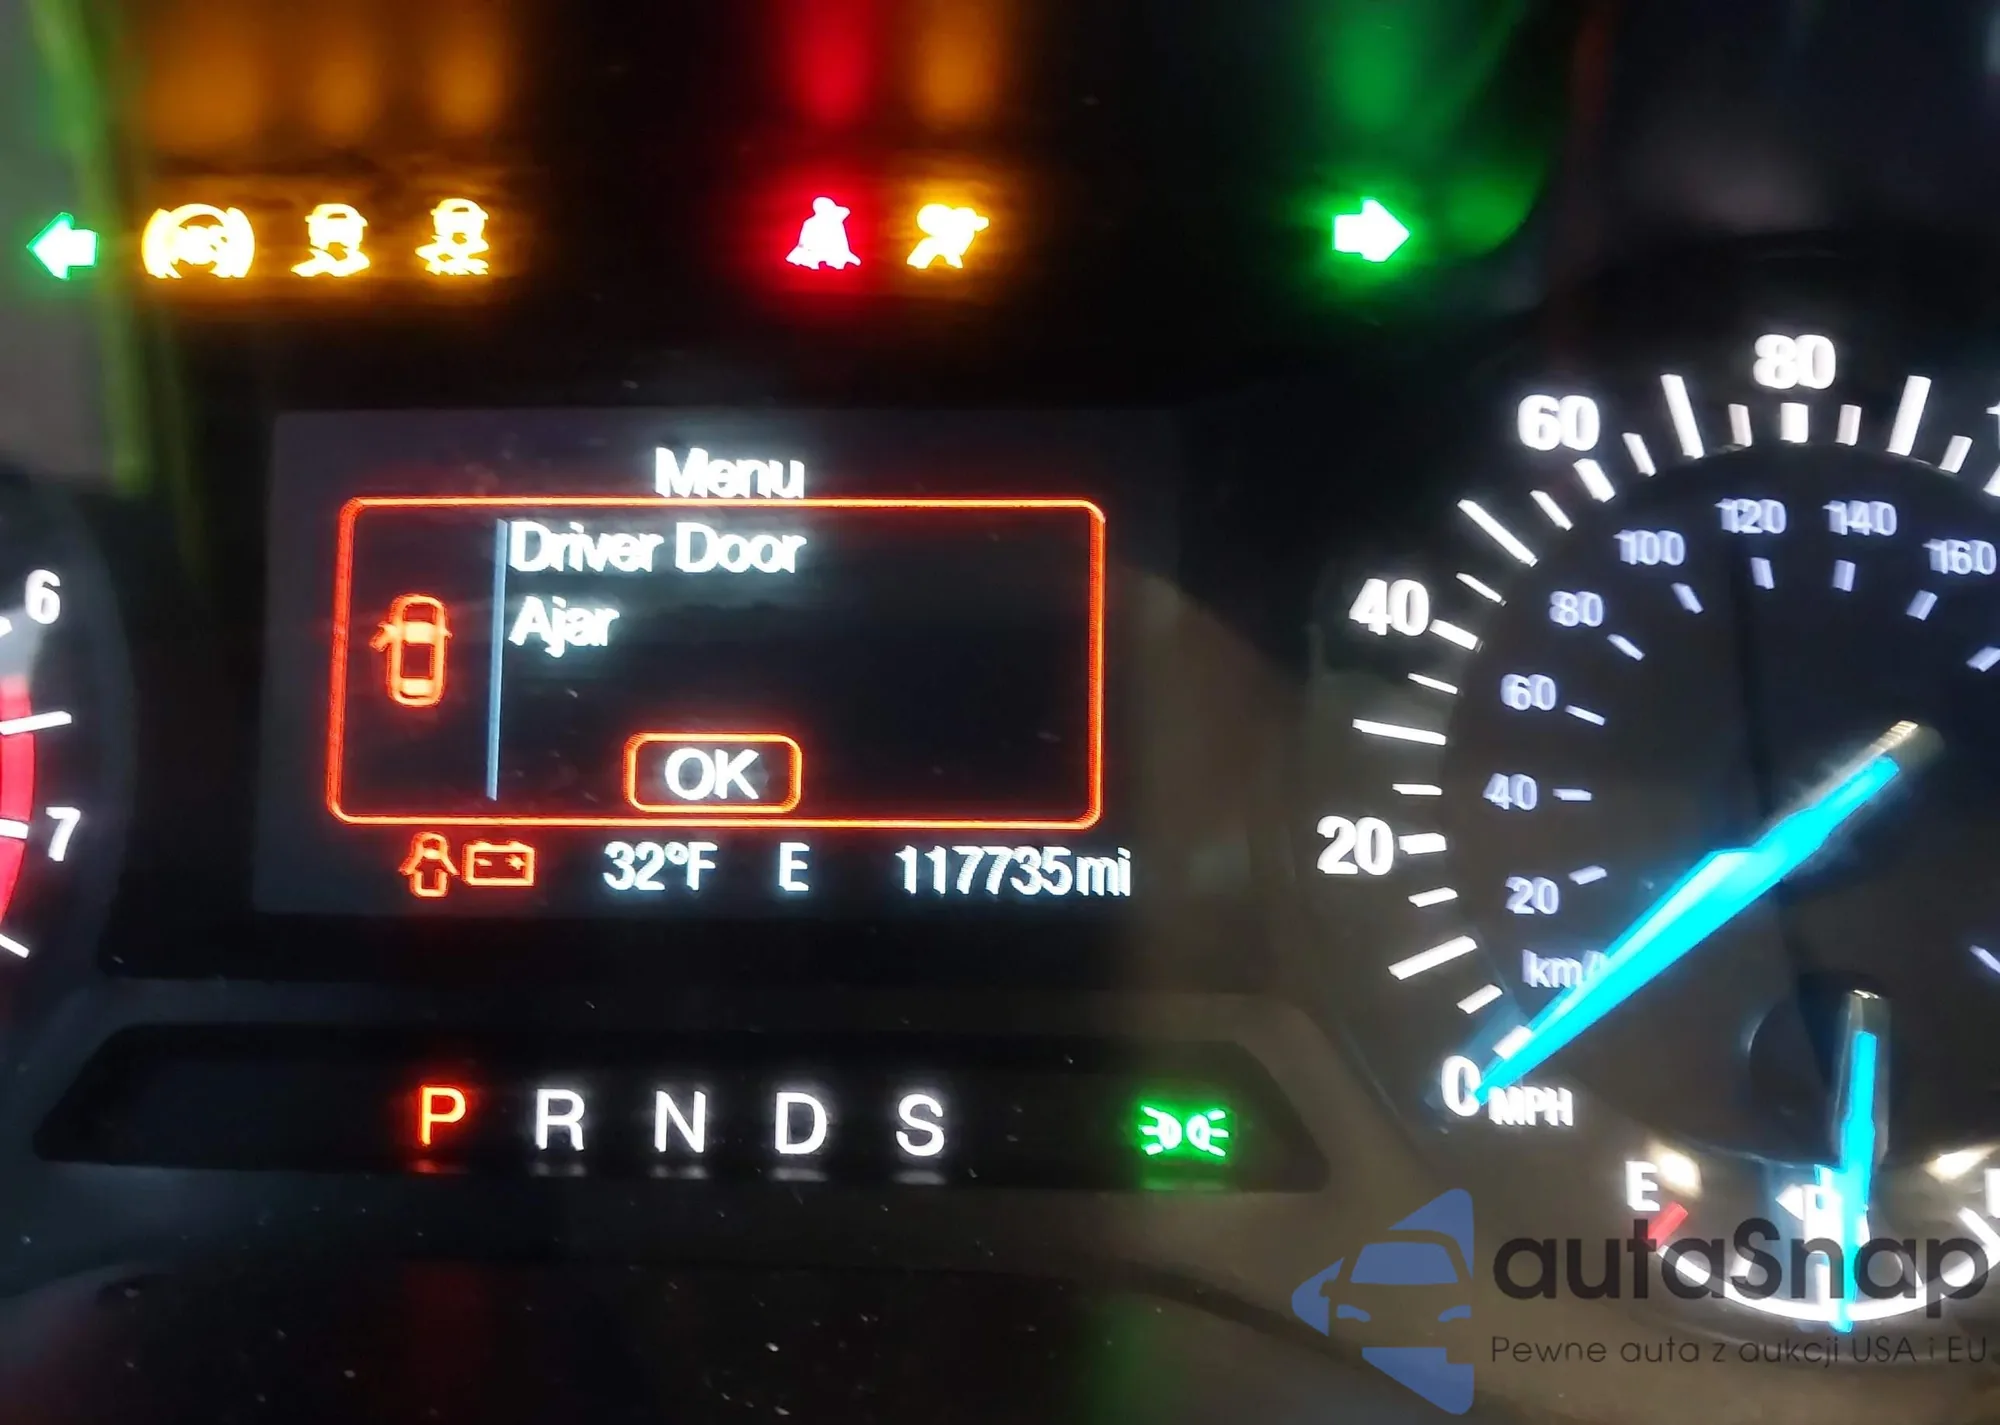 Menu
Driver Door
Ajar
OK
32°F E 117735mi
P R N D S
6
7
0
20
40
60
80
MPH
20
40
60
80
100
120
140
160
E
autaSnap
Pewne auta z aukcji USA i EU